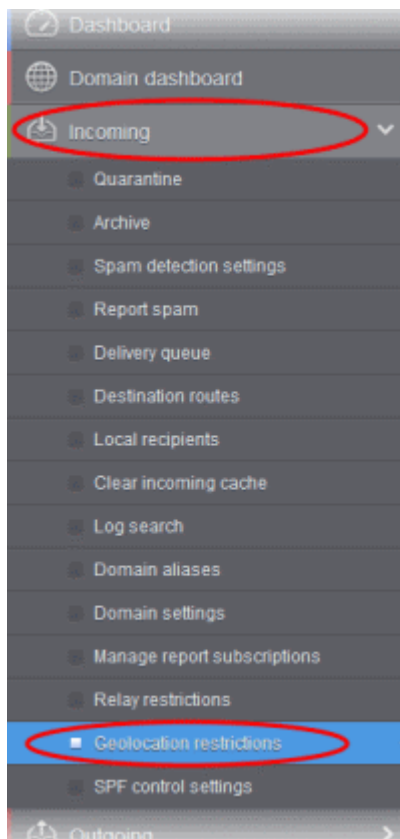 Dashboard
Domain dashboard
Incoming
Quarantine
Archive
Spam detection settings
Report spam
Delivery queue
Destination routes
Local recipients
Clear incoming cache
Log search
Domain aliases
Domain settings
Manage report subscriptions
Relay restrictions
Geolocation restrictions
SPF control settings
Outgoing